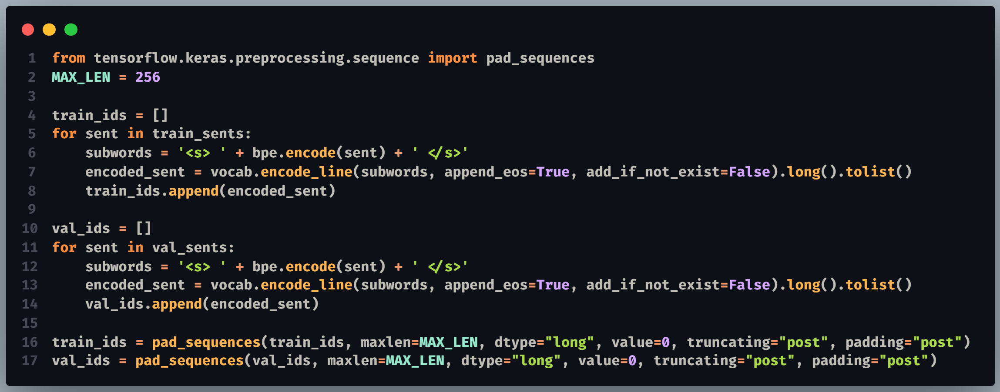 1 from tensorflow.keras.preprocessing.sequence import pad_sequences
2 MAX_LEN = 256
3
4 train_ids = []
5 for sent in train_sents:
6     subwords = '<s> ' + bpe.encode(sent) + ' </s>'
7     encoded_sent = vocab.encode_line(subwords, append_eos=True, add_if_not_exist=False).long().tolist()
8     train_ids.append(encoded_sent)
9
10 val_ids = []
11 for sent in val_sents:
12     subwords = '<s> ' + bpe.encode(sent) + ' </s>'
13     encoded_sent = vocab.encode_line(subwords, append_eos=True, add_if_not_exist=False).long().tolist()
14     val_ids.append(encoded_sent)
15
16 train_ids = pad_sequences(train_ids, maxlen=MAX_LEN, dtype="long", value=0, truncating="post", padding="post")
17 val_ids = pad_sequences(val_ids, maxlen=MAX_LEN, dtype="long", value=0, truncating="post", padding="post")